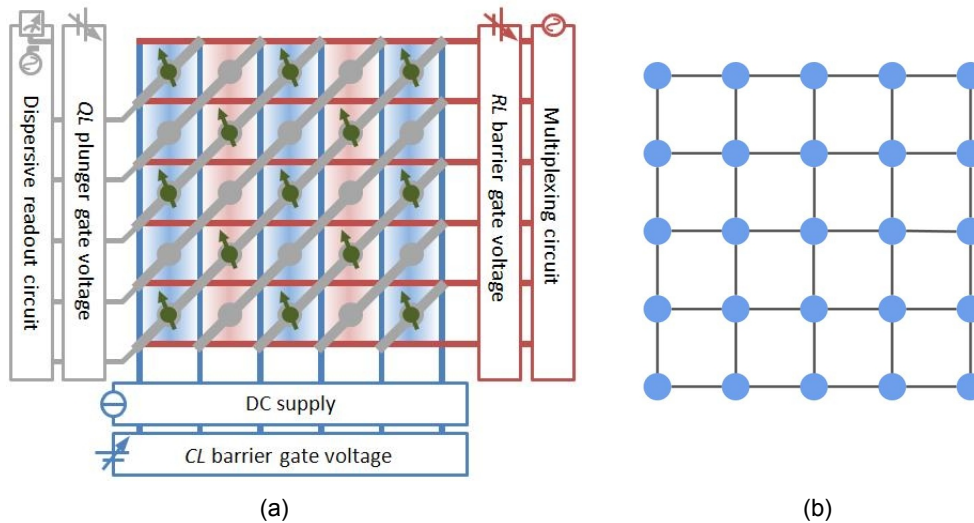 Dispersive readout circuit
QL plunger gate voltage
RL barrier gate voltage
Multiplexing circuit
DC supply
CL barrier gate voltage
(a)
(b)